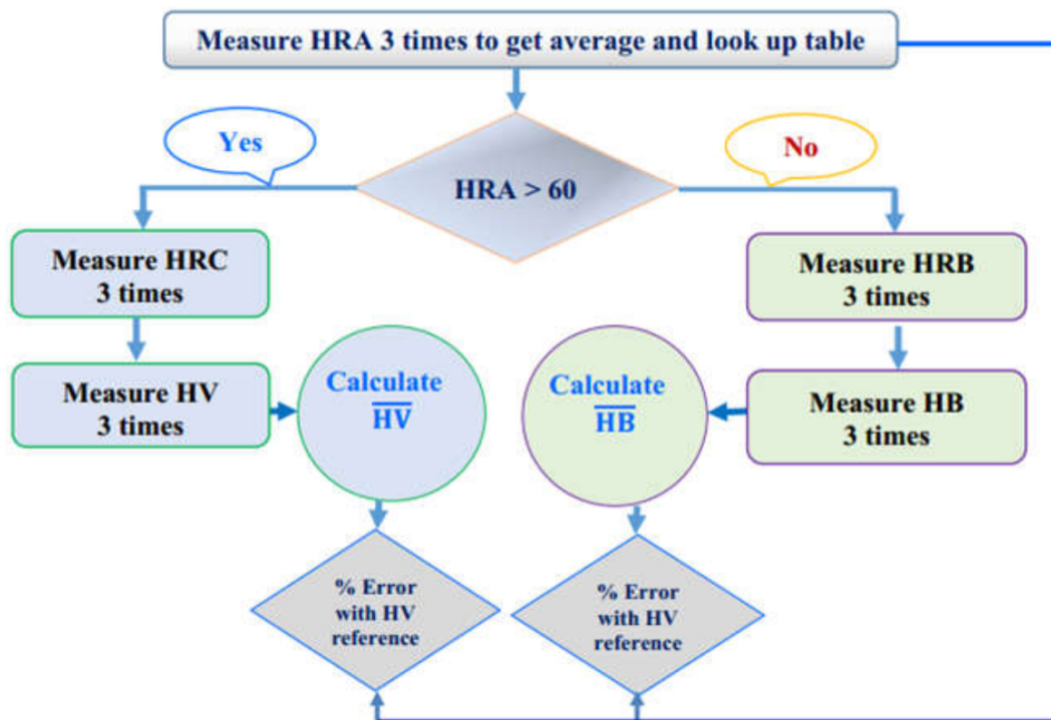 Measure HRA 3 times to get average and look up table
Yes
No
HRA > 60
Measure HRC
3 times
Measure HRB
3 times
Measure HV
3 times
Calculate
H̅V̅
Calculate
H̅B̅
Measure HB
3 times
% Error
with HV
reference
% Error
with HV
reference